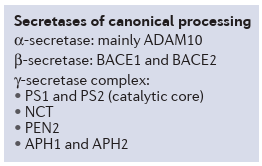 Secretases of canonical processing
α-secretase: mainly ADAM10
β-secretase: BACE1 and BACE2
γ-secretase complex:
• PS1 and PS2 (catalytic core)
• NCT
• PEN2
• APH1 and APH2